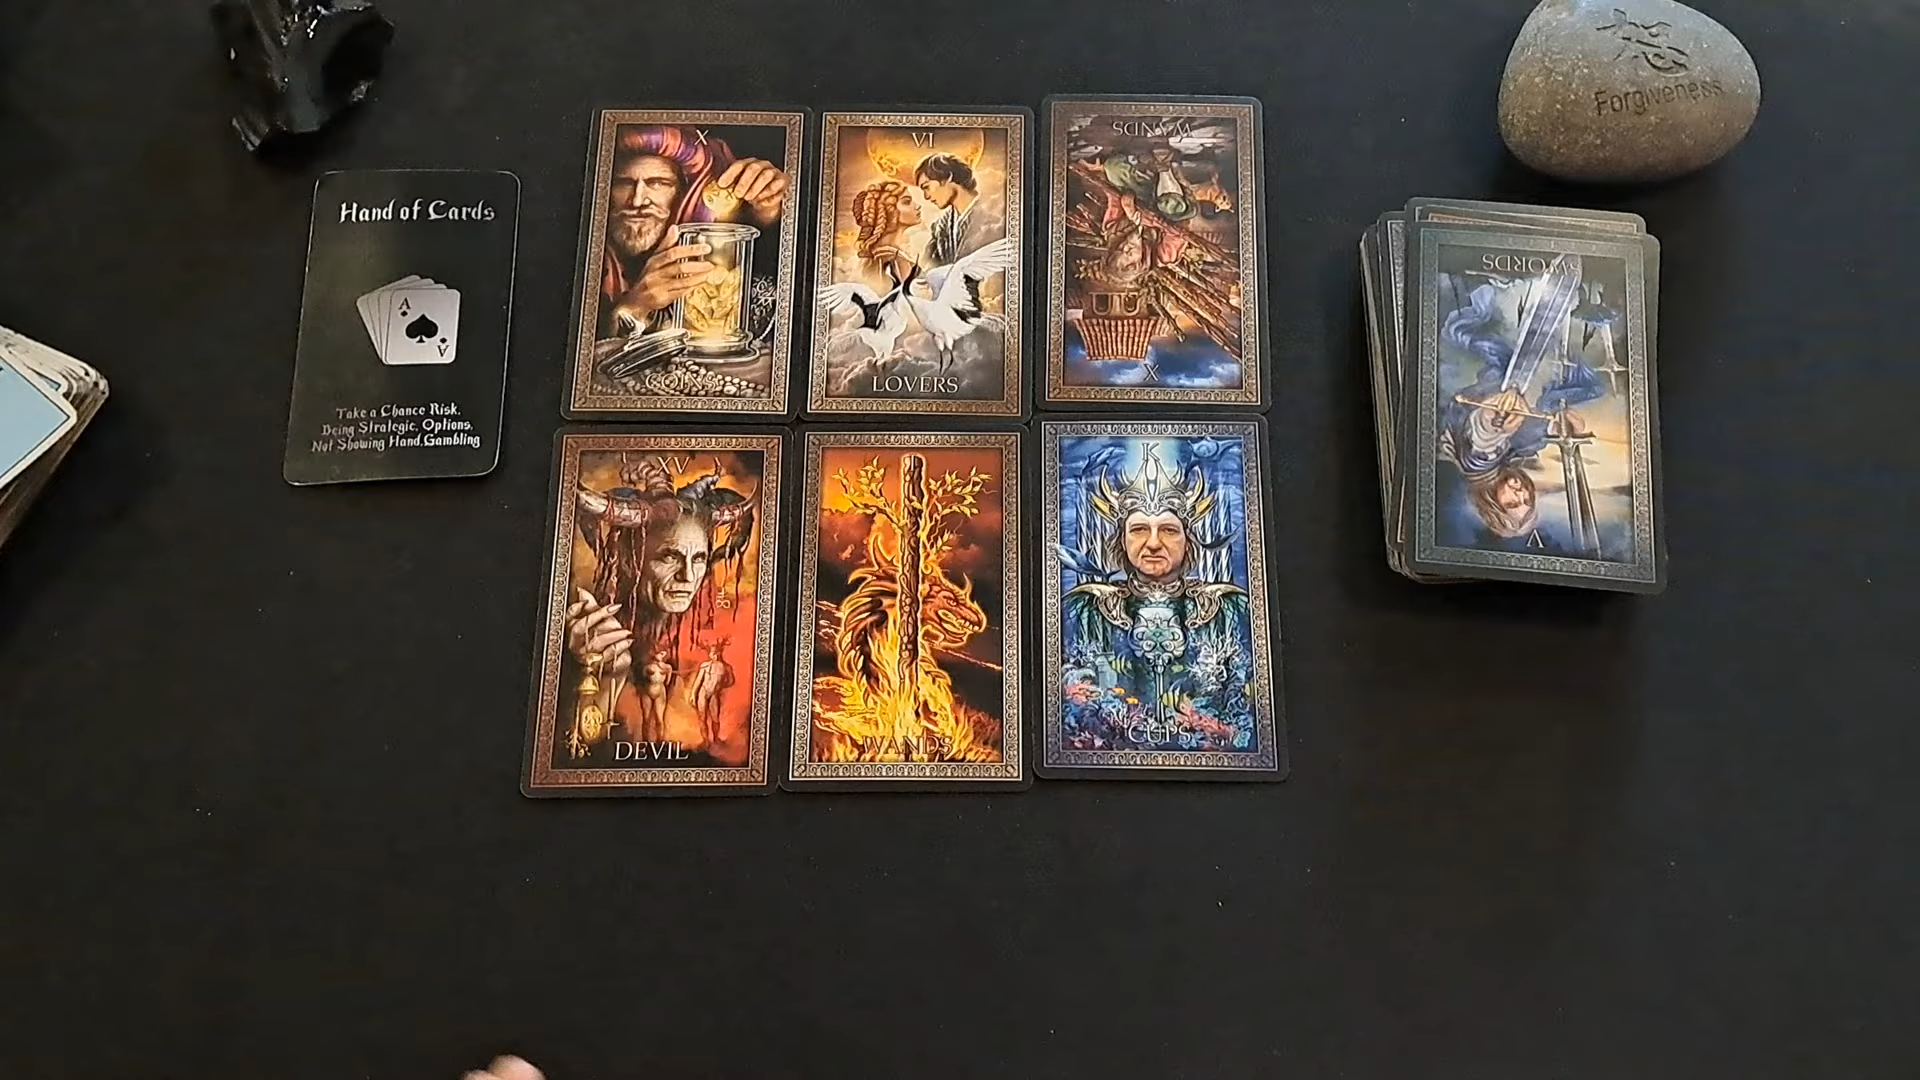 Forgiveness
Hand of Cards
A
A
Take a Chance Risk,
Being Strategic, Options,
Not Showing Hand,Gambling
X
COINS
VI
LOVERS
WANDS
X
XV
DEVIL
WANDS
K
CUPS
SWORDS
V